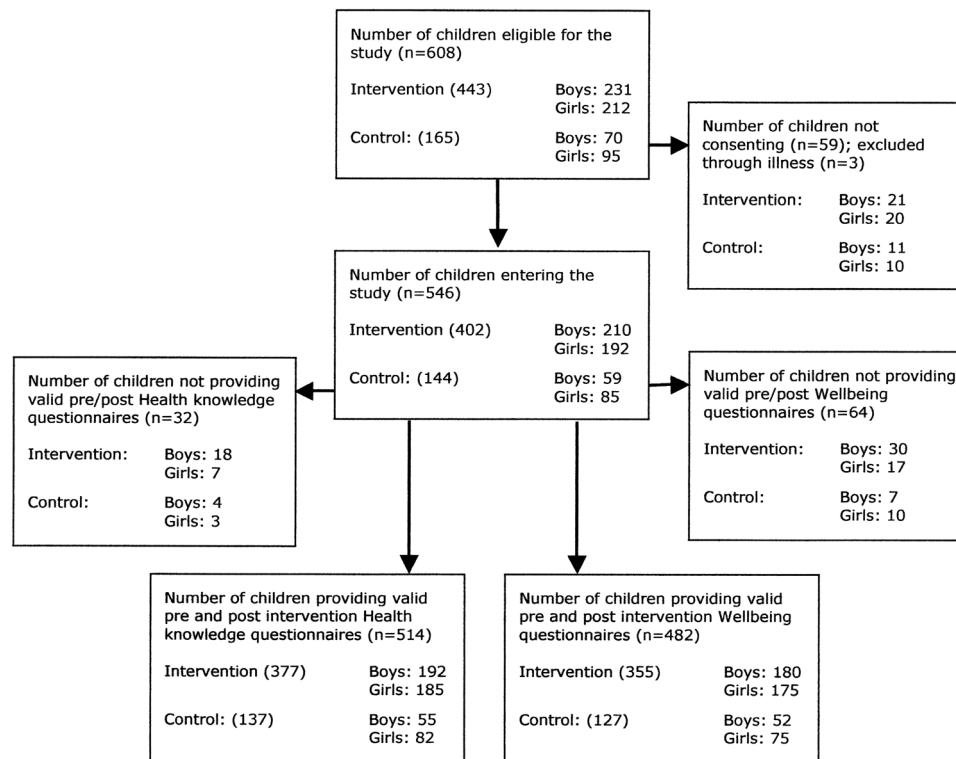 Number of children eligible for the
study (n=608)
Intervention (443) Boys: 231
Girls: 212
Control: (165) Boys: 70
Girls: 95
Number of children not
consenting (n=59); excluded
through illness (n=3)
Intervention: Boys: 21
Girls: 20
Control: Boys: 11
Girls: 10
Number of children entering the
study (n=546)
Intervention (402) Boys: 210
Girls: 192
Control: (144) Boys: 59
Girls: 85
Number of children not providing
valid pre/post Health knowledge
questionnaires (n=32)
Intervention: Boys: 18
Girls: 7
Control: Boys: 4
Girls: 3
Number of children not providing
valid pre/post Wellbeing
questionnaires (n=64)
Intervention: Boys: 30
Girls: 17
Control: Boys: 7
Girls: 10
Number of children providing valid
pre and post intervention Health
knowledge questionnaires (n=514)
Intervention (377) Boys: 192
Girls: 185
Control: (137) Boys: 55
Girls: 82
Number of children providing valid
pre and post intervention Wellbeing
questionnaires (n=482)
Intervention (355) Boys: 180
Girls: 175
Control: (127) Boys: 52
Girls: 75